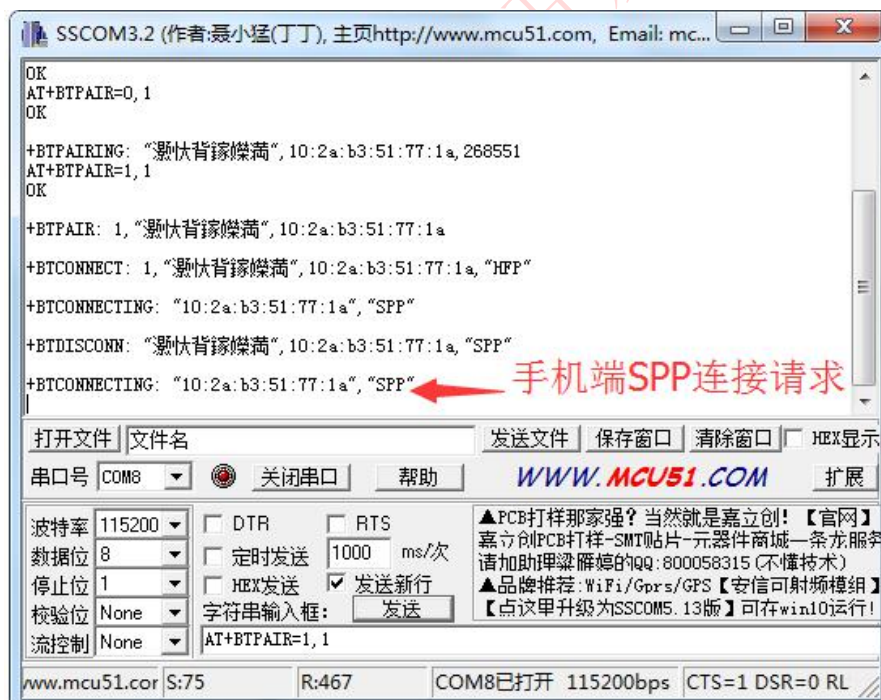 SSCOM3.2 (作者:聂小猛(丁丁), 主页http://www.mcu51.com, Email: mc...
OK
AT+BTPAIR=0,1
OK
+BTPAIRING: “灏忕背鎵嬫満”,10:2a:b3:51:77:1a,268551
AT+BTPAIR=1,1
OK
+BTPAIR: 1,“灏忕背鎵嬫満”,10:2a:b3:51:77:1a
+BTCONNECT: 1,“灏忕背鎵嬫満”,10:2a:b3:51:77:1a,“HFP”
+BTCONNECTING: “10:2a:b3:51:77:1a”,“SPP”
+BTDISCONN: “灏忕背鎵嬫満”,10:2a:b3:51:77:1a,“SPP”
+BTCONNECTING: “10:2a:b3:51:77:1a”,“SPP”
手机端SPP连接请求
打开文件 文件名 发送文件 保存窗口 清除窗口 HEX显示
串口号 COM8 关闭串口 帮助 WWW.MCU51.COM 扩展
波特率 115200 DTR RTS
数据位 8 定时发送 1000 ms/次
停止位 1 HEX发送 发送新行
校验位 None 字符串输入框: 发送
流控制 None AT+BTPAIR=1,1
▲PCB打样那家强?当然就是嘉立创!【官网】
嘉立创PCB打样-SMT贴片-元器件商城—条龙服务
请加助理梁雁婷的QQ:800058315(不懂技术)
▲品牌推荐:WiFi/Gprs/GPS【安信可射频模组】
【点这里升级为SSCOM5.13版】可在win10运行!
www.mcu51.cor S:75 R:467 COM8已打开 115200bps CTS=1 DSR=0 RL